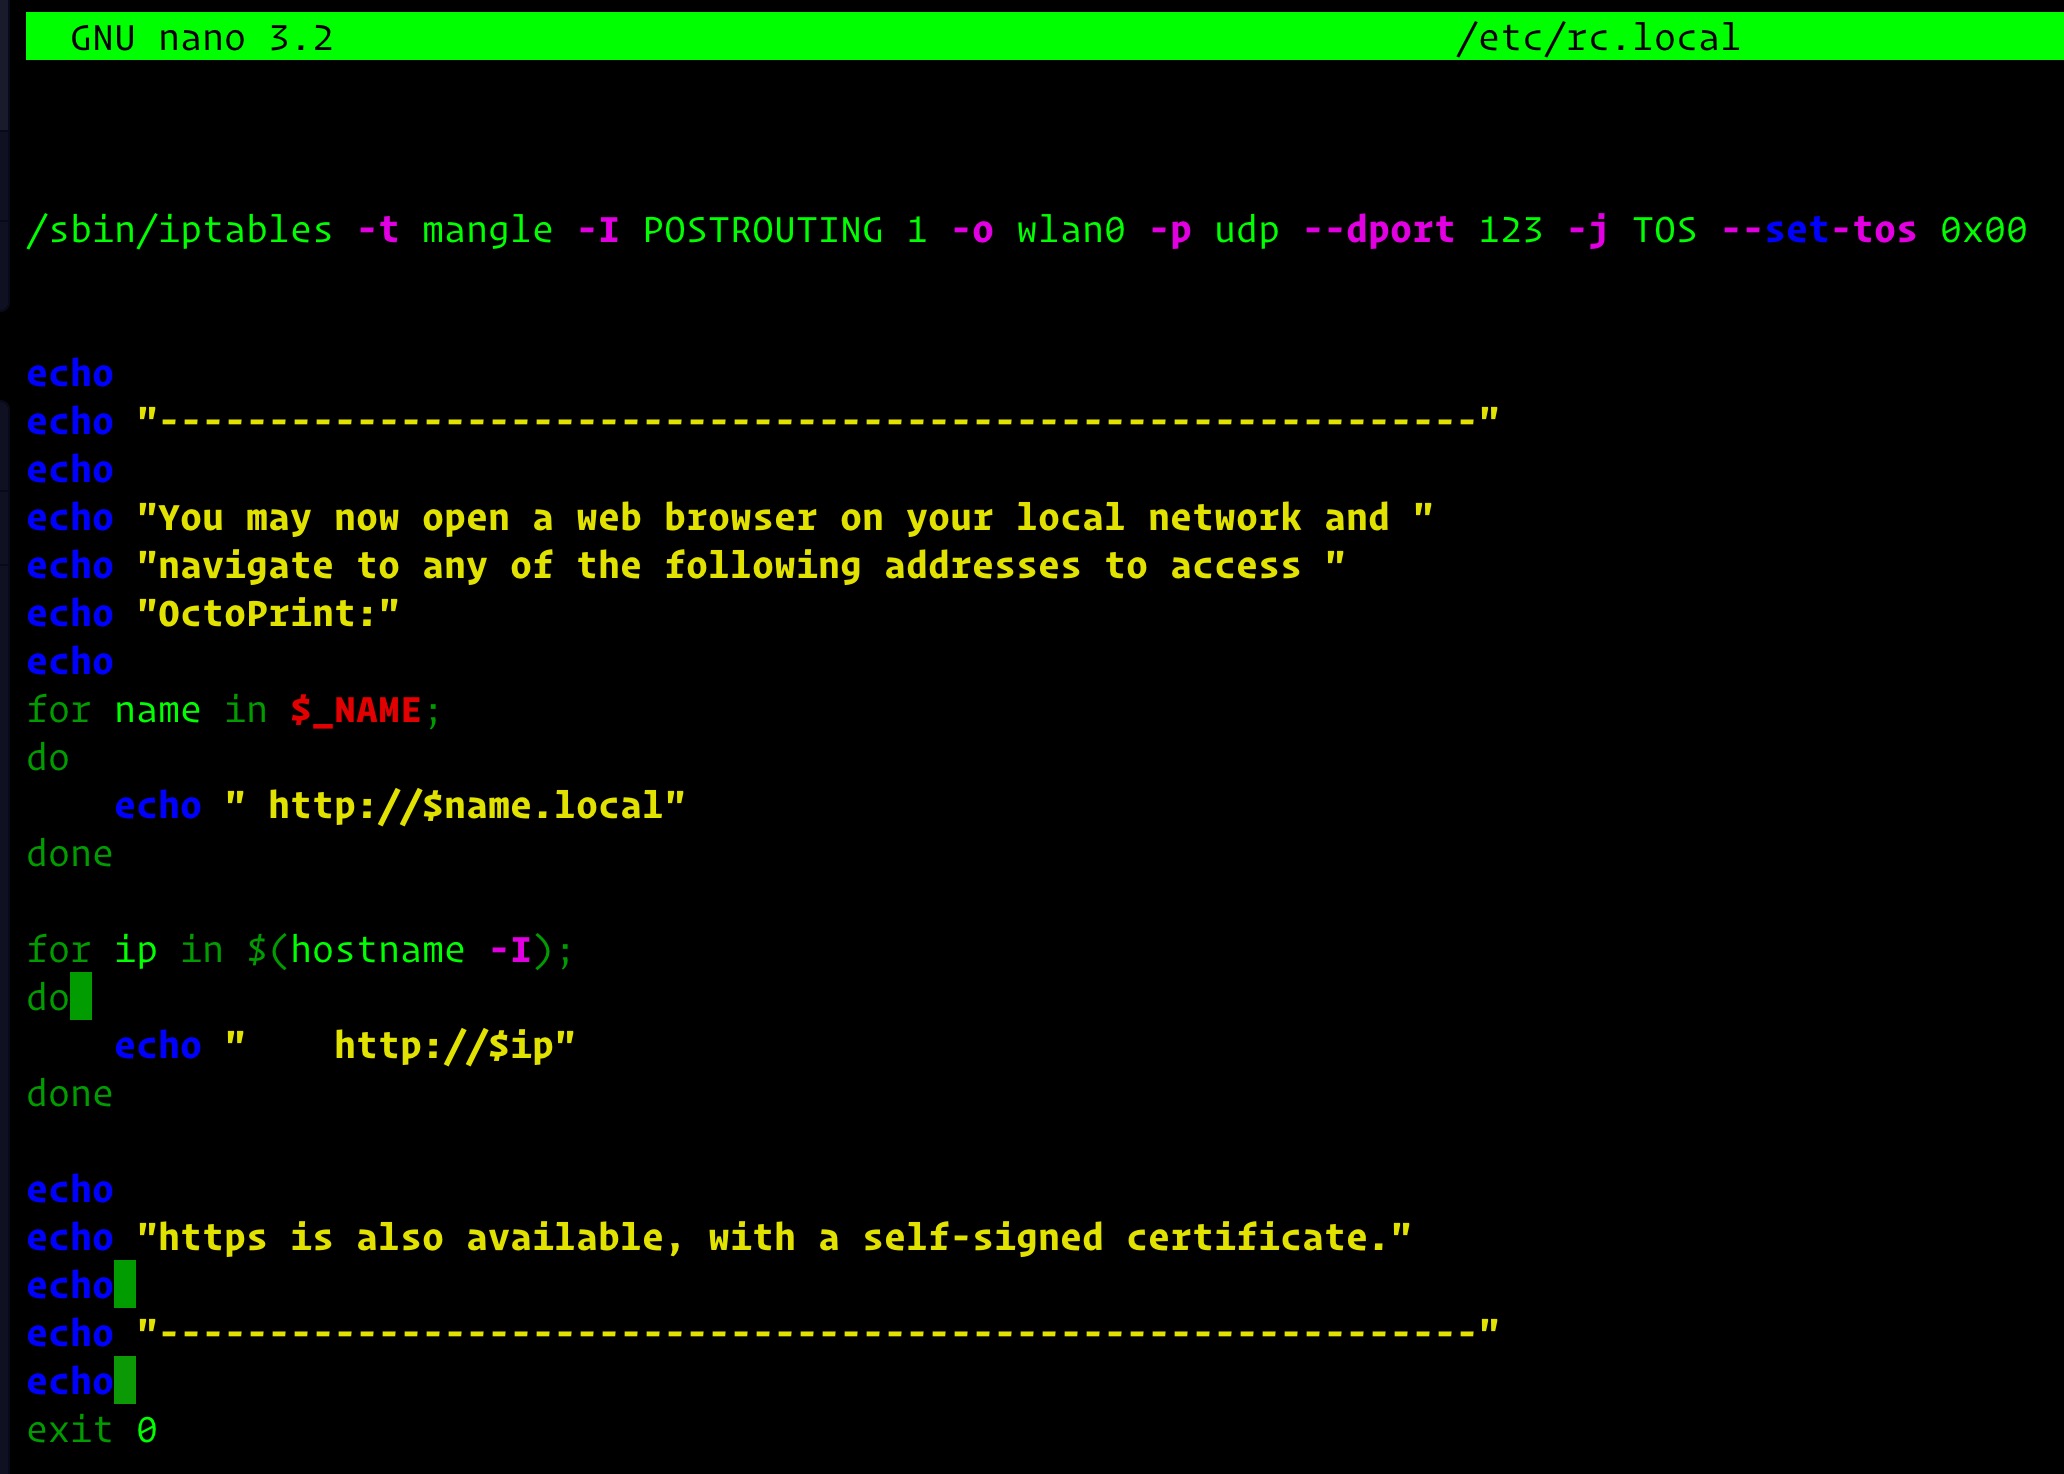 GNU nano 3.2 /etc/rc.local
/sbin/iptables -t mangle -I POSTROUTING 1 -o wlan0 -p udp --dport 123 -j TOS --set-tos 0x00
echo
echo "------------------------------------------------------------"
echo
echo "You may now open a web browser on your local network and "
echo "navigate to any of the following addresses to access "
echo "OctoPrint:"
echo
for name in $_NAME;
do
    echo " http://$name.local"
done
for ip in $(hostname -I);
do
    echo "    http://$ip"
done
echo
echo "https is also available, with a self-signed certificate."
echo
echo "------------------------------------------------------------"
echo
exit 0